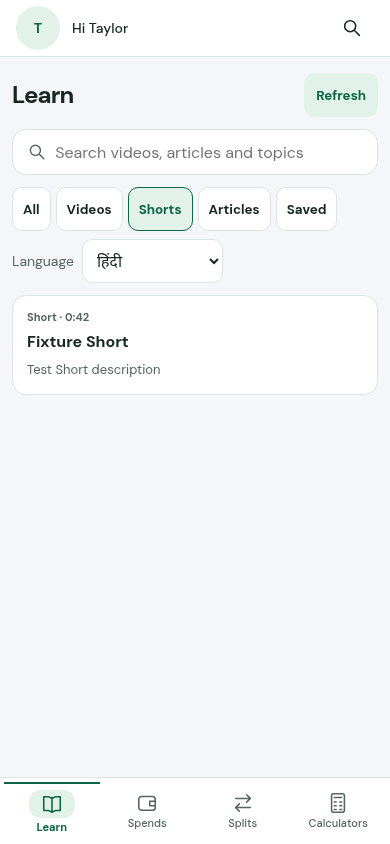 T Hi Taylor
Learn
Refresh
Search videos, articles and topics
All Videos Shorts Articles Saved
Language हिंदी
Short · 0:42
Fixture Short
Test Short description
Learn Spends Splits Calculators